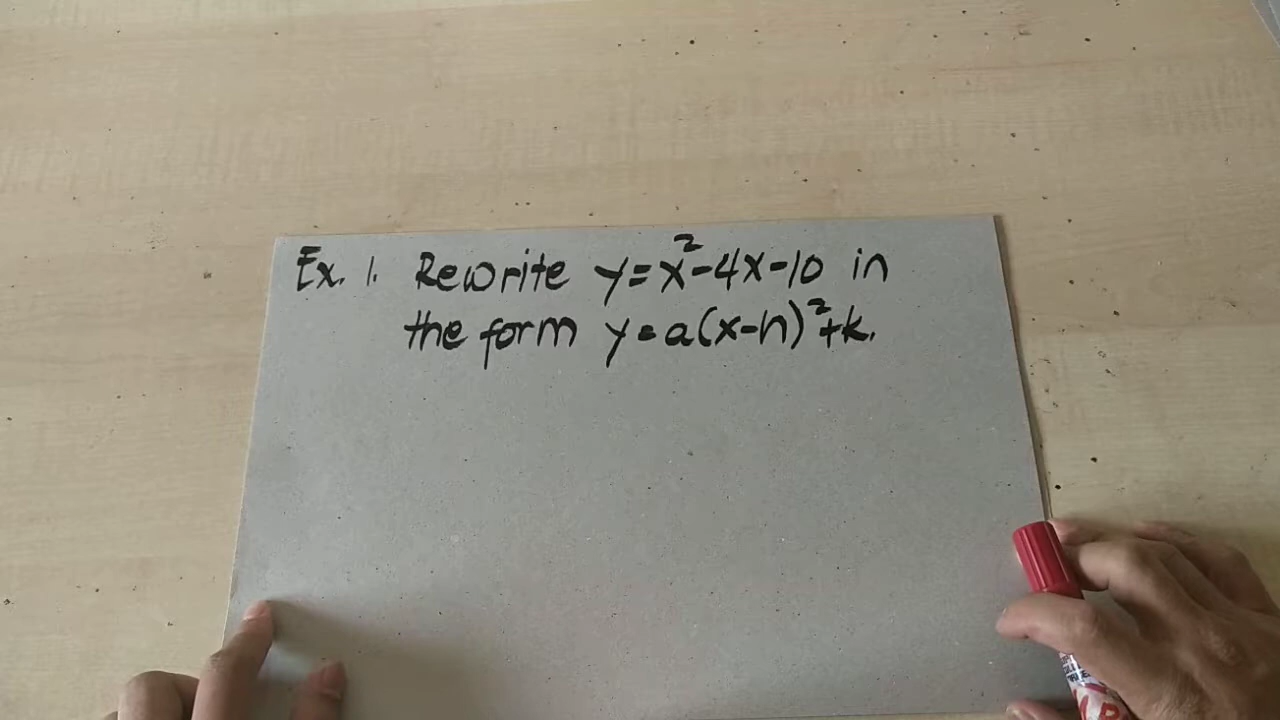 Ex. 1. Rewrite y=x²-4x-10 in
the form y=a(x-h)²+k.